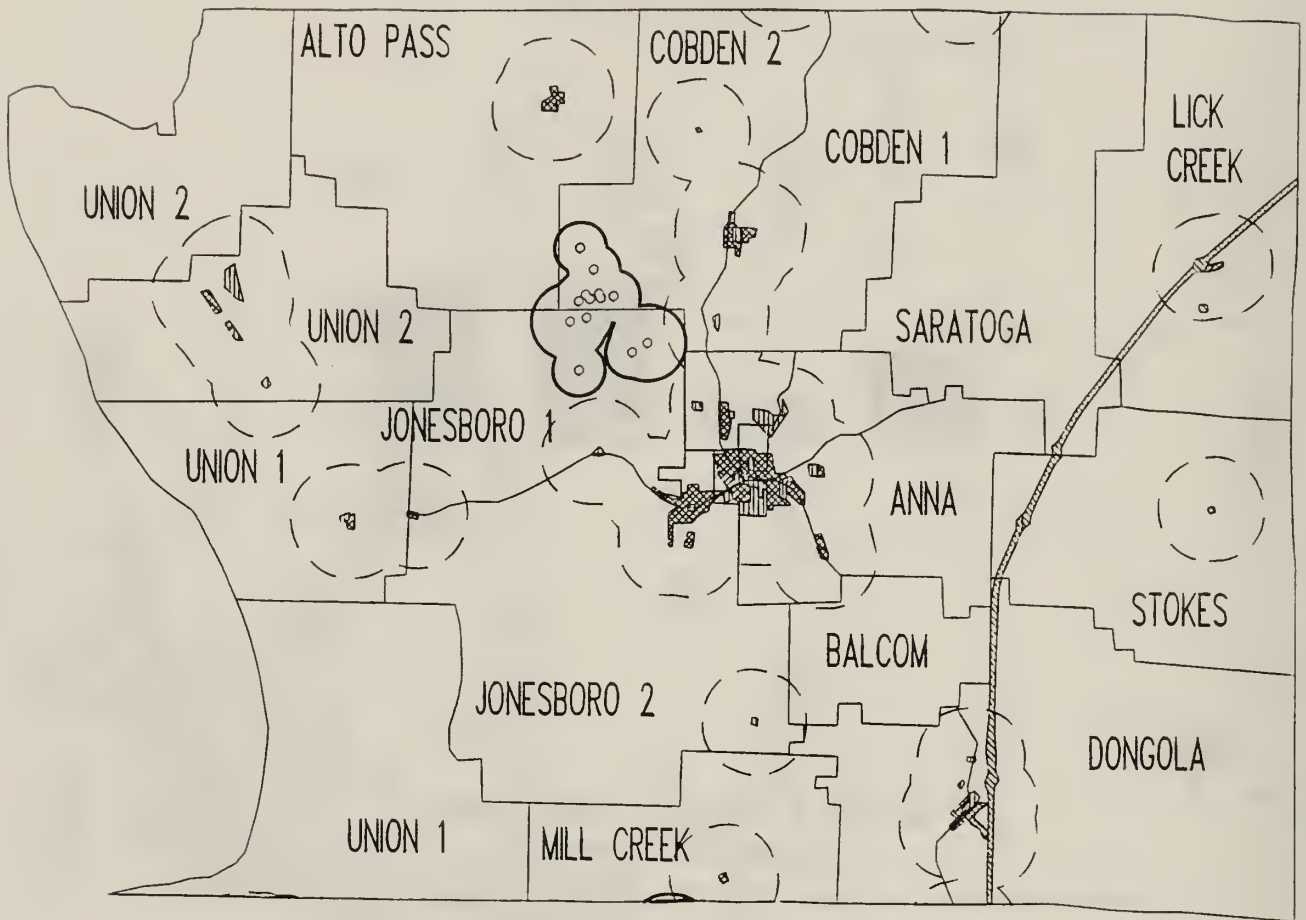 ALTO PASS
COBDEN 2
LICK
CREEK
COBDEN 1
UNION 2
UNION 2
SARATOGA
JONESBORO 1
UNION 1
ANNA
STOKES
BALCOM
JONESBORO 2
DONGOLA
UNION 1
MILL CREEK